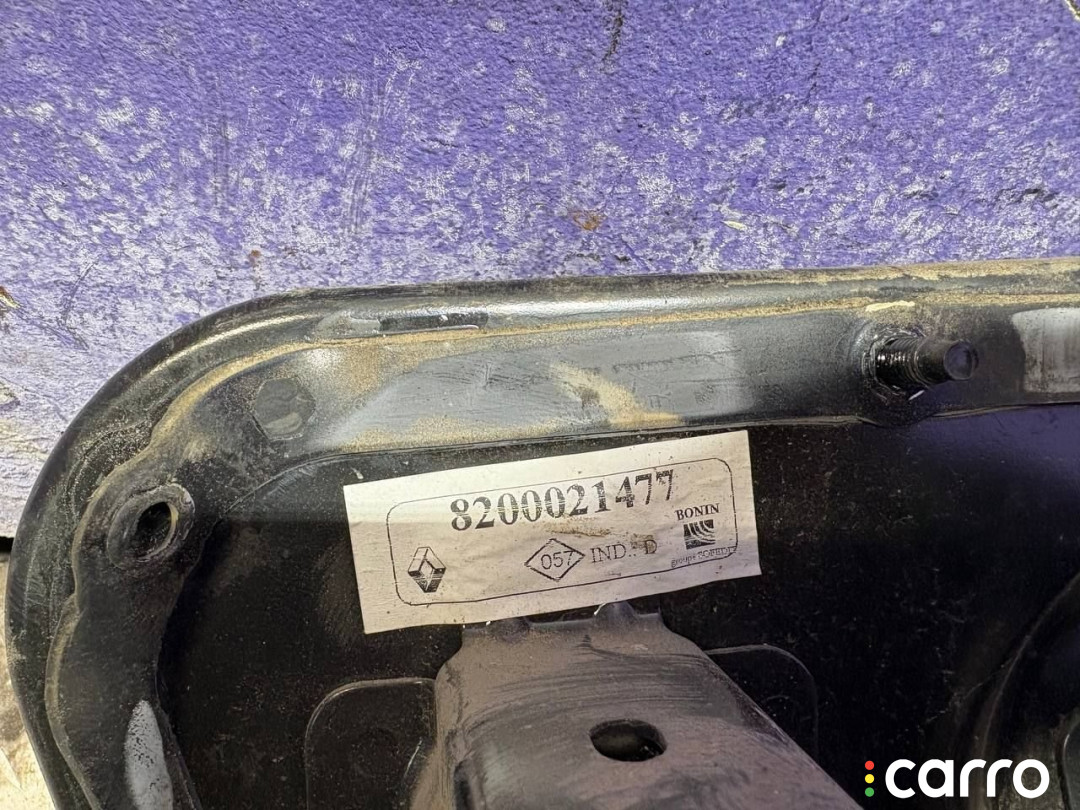 8200021477
BONIN
057 IND. D
carro